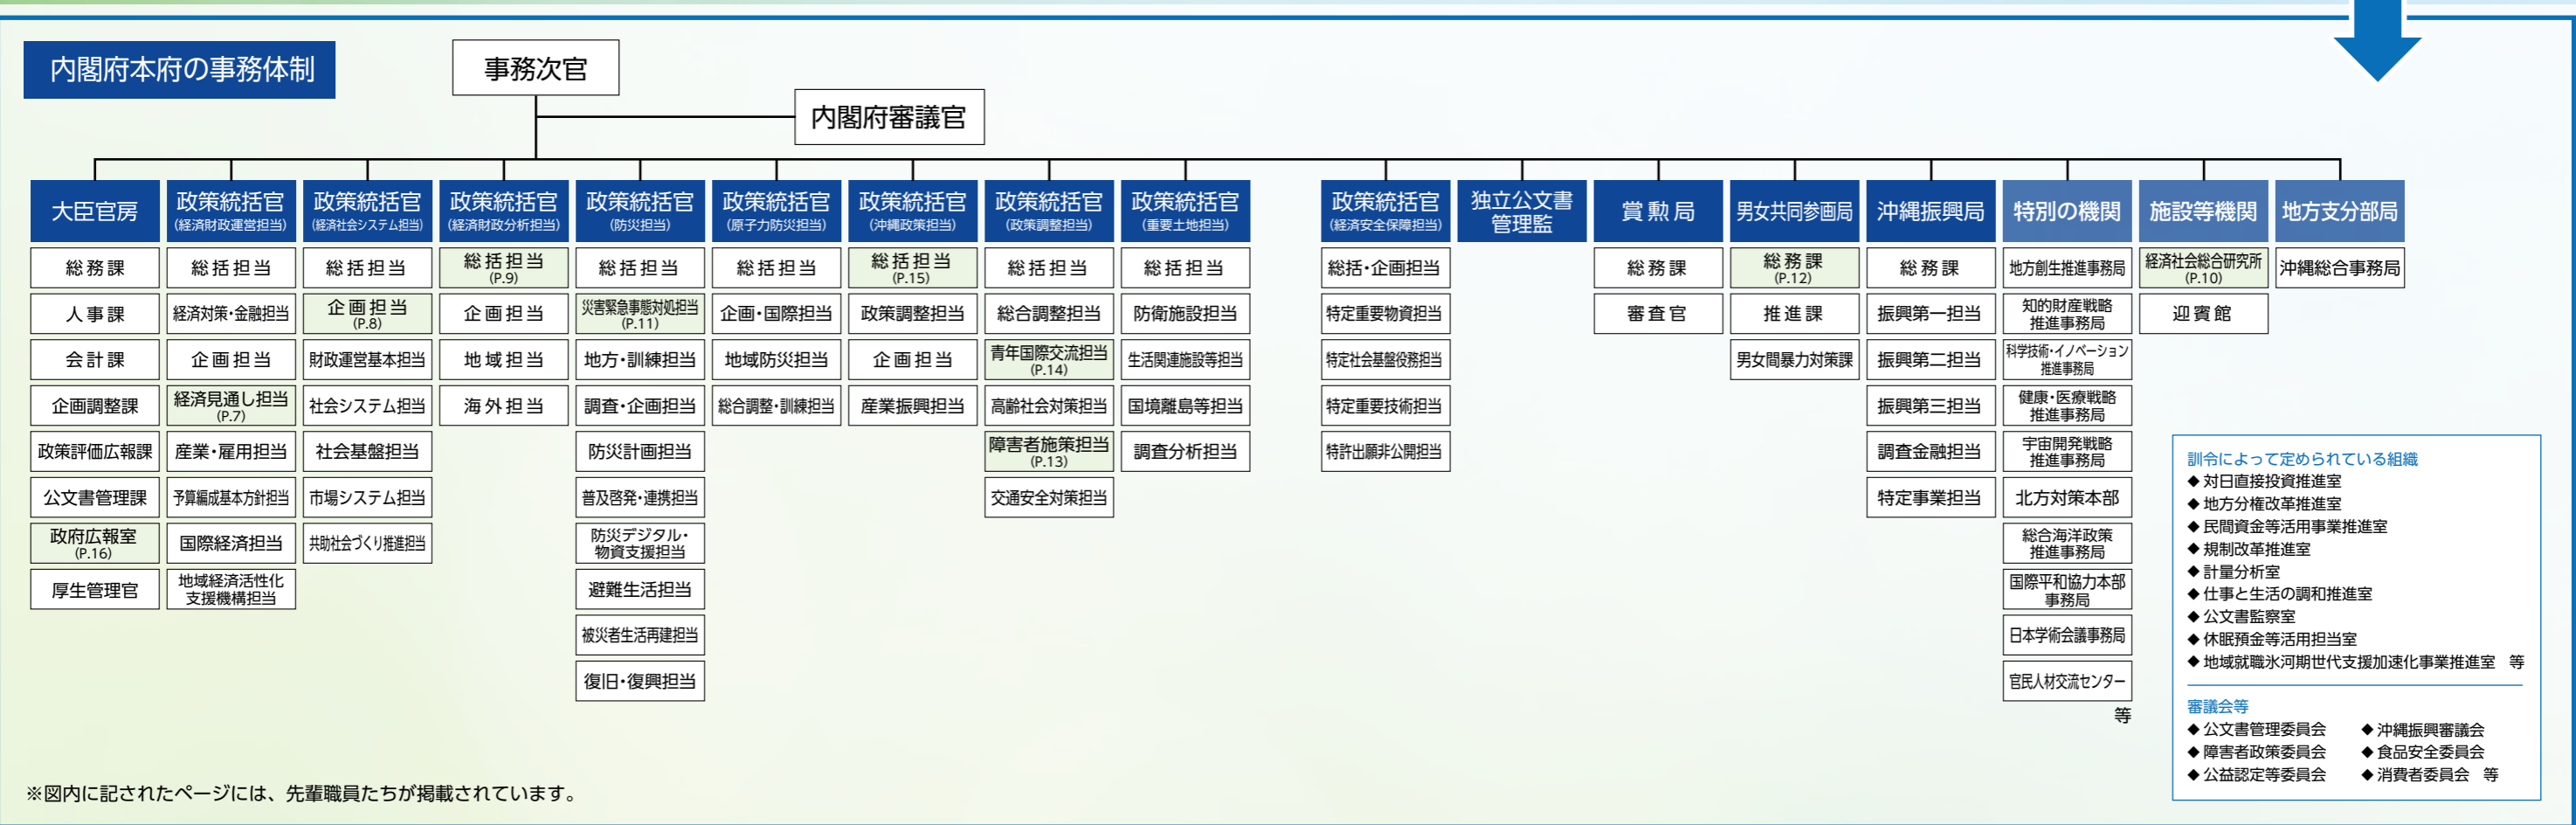 内閣府本府の事務体制
事務次官
内閣府審議官
大臣官房
総務課
人事課
会計課
企画調整課
政策評価広報課
公文書管理課
政府広報室
(P.16)
厚生管理官
政策統括官
(経済財政運営担当)
総括担当
経済対策・金融担当
企画担当
経済見通し担当
(P.7)
産業・雇用担当
予算編成基本方針担当
国際経済担当
地域経済活性化
支援機構担当
政策統括官
(経済社会システム担当)
総括担当
企画担当
(P.8)
財政運営基本担当
社会システム担当
社会基盤担当
市場システム担当
共助社会づくり推進担当
政策統括官
(経済財政分析担当)
総括担当
(P.9)
企画担当
地域担当
海外担当
政策統括官
(防災担当)
総括担当
災害緊急事態対処担当
(P.11)
地方・訓練担当
調査・企画担当
防災計画担当
普及啓発・連携担当
防災デジタル・
物資支援担当
避難生活担当
被災者生活再建担当
復旧・復興担当
政策統括官
(原子力防災担当)
総括担当
企画・国際担当
地域防災担当
総合調整・訓練担当
政策統括官
(沖縄政策担当)
総括担当
(P.15)
政策調整担当
企画担当
産業振興担当
政策統括官
(政策調整担当)
総括担当
総合調整担当
青年国際交流担当
(P.14)
高齢社会対策担当
障害者施策担当
(P.13)
交通安全対策担当
政策統括官
(重要土地担当)
総括担当
防衛施設担当
生活関連施設等担当
国境離島等担当
調査分析担当
政策統括官
(経済安全保障担当)
総括・企画担当
特定重要物資担当
特定社会基盤役務担当
特定重要技術担当
特許出願非公開担当
独立公文書
管理監
賞勲局
総務課
審査官
男女共同参画局
総務課
(P.12)
推進課
男女間暴力対策課
沖縄振興局
総務課
振興第一担当
振興第二担当
振興第三担当
調査金融担当
特定事業担当
特別の機関
地方創生推進事務局
知的財産戦略
推進事務局
科学技術・イノベーション
推進事務局
健康・医療戦略
推進事務局
宇宙開発戦略
推進事務局
北方対策本部
総合海洋政策
推進事務局
国際平和協力本部
事務局
日本学術会議事務局
官民人材交流センター
等
施設等機関
経済社会総合研究所
(P.10)
迎賓館
地方支分部局
沖縄総合事務局
訓令によって定められている組織
◆対日直接投資推進室
◆地方分権改革推進室
◆民間資金等活用事業推進室
◆規制改革推進室
◆計量分析室
◆仕事と生活の調和推進室
◆公文書監察室
◆休眠預金等活用担当室
◆地域就職氷河期世代支援加速化事業推進室　等
審議会等
◆公文書管理委員会　◆沖縄振興審議会
◆障害者政策委員会　◆食品安全委員会
◆公益認定等委員会　◆消費者委員会　等
※図内に記されたページには、先輩職員たちが掲載されています。